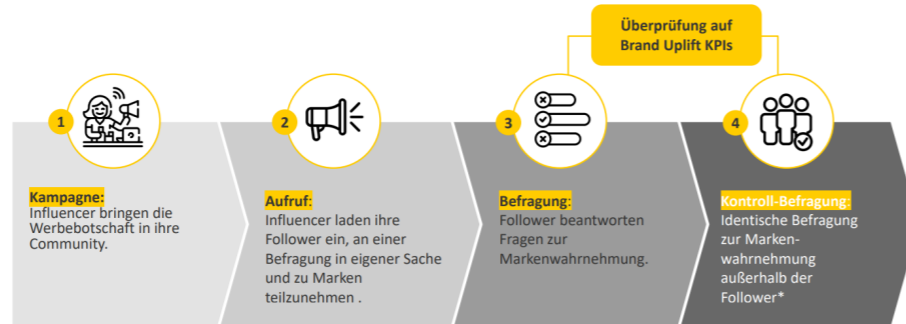 Überprüfung auf
Brand Uplift KPIs
1
Kampagne:
Influencer bringen die
Werbebotschaft in ihre
Community.
2
Aufruf:
Influencer laden ihre
Follower ein, an einer
Befragung in eigener Sache
und zu Marken
teilzunehmen .
3
Befragung:
Follower beantworten
Fragen zur
Markenwahrnehmung.
4
Kontroll-Befragung:
Identische Befragung
zur Marken-
wahrnehmung
außerhalb der
Follower*